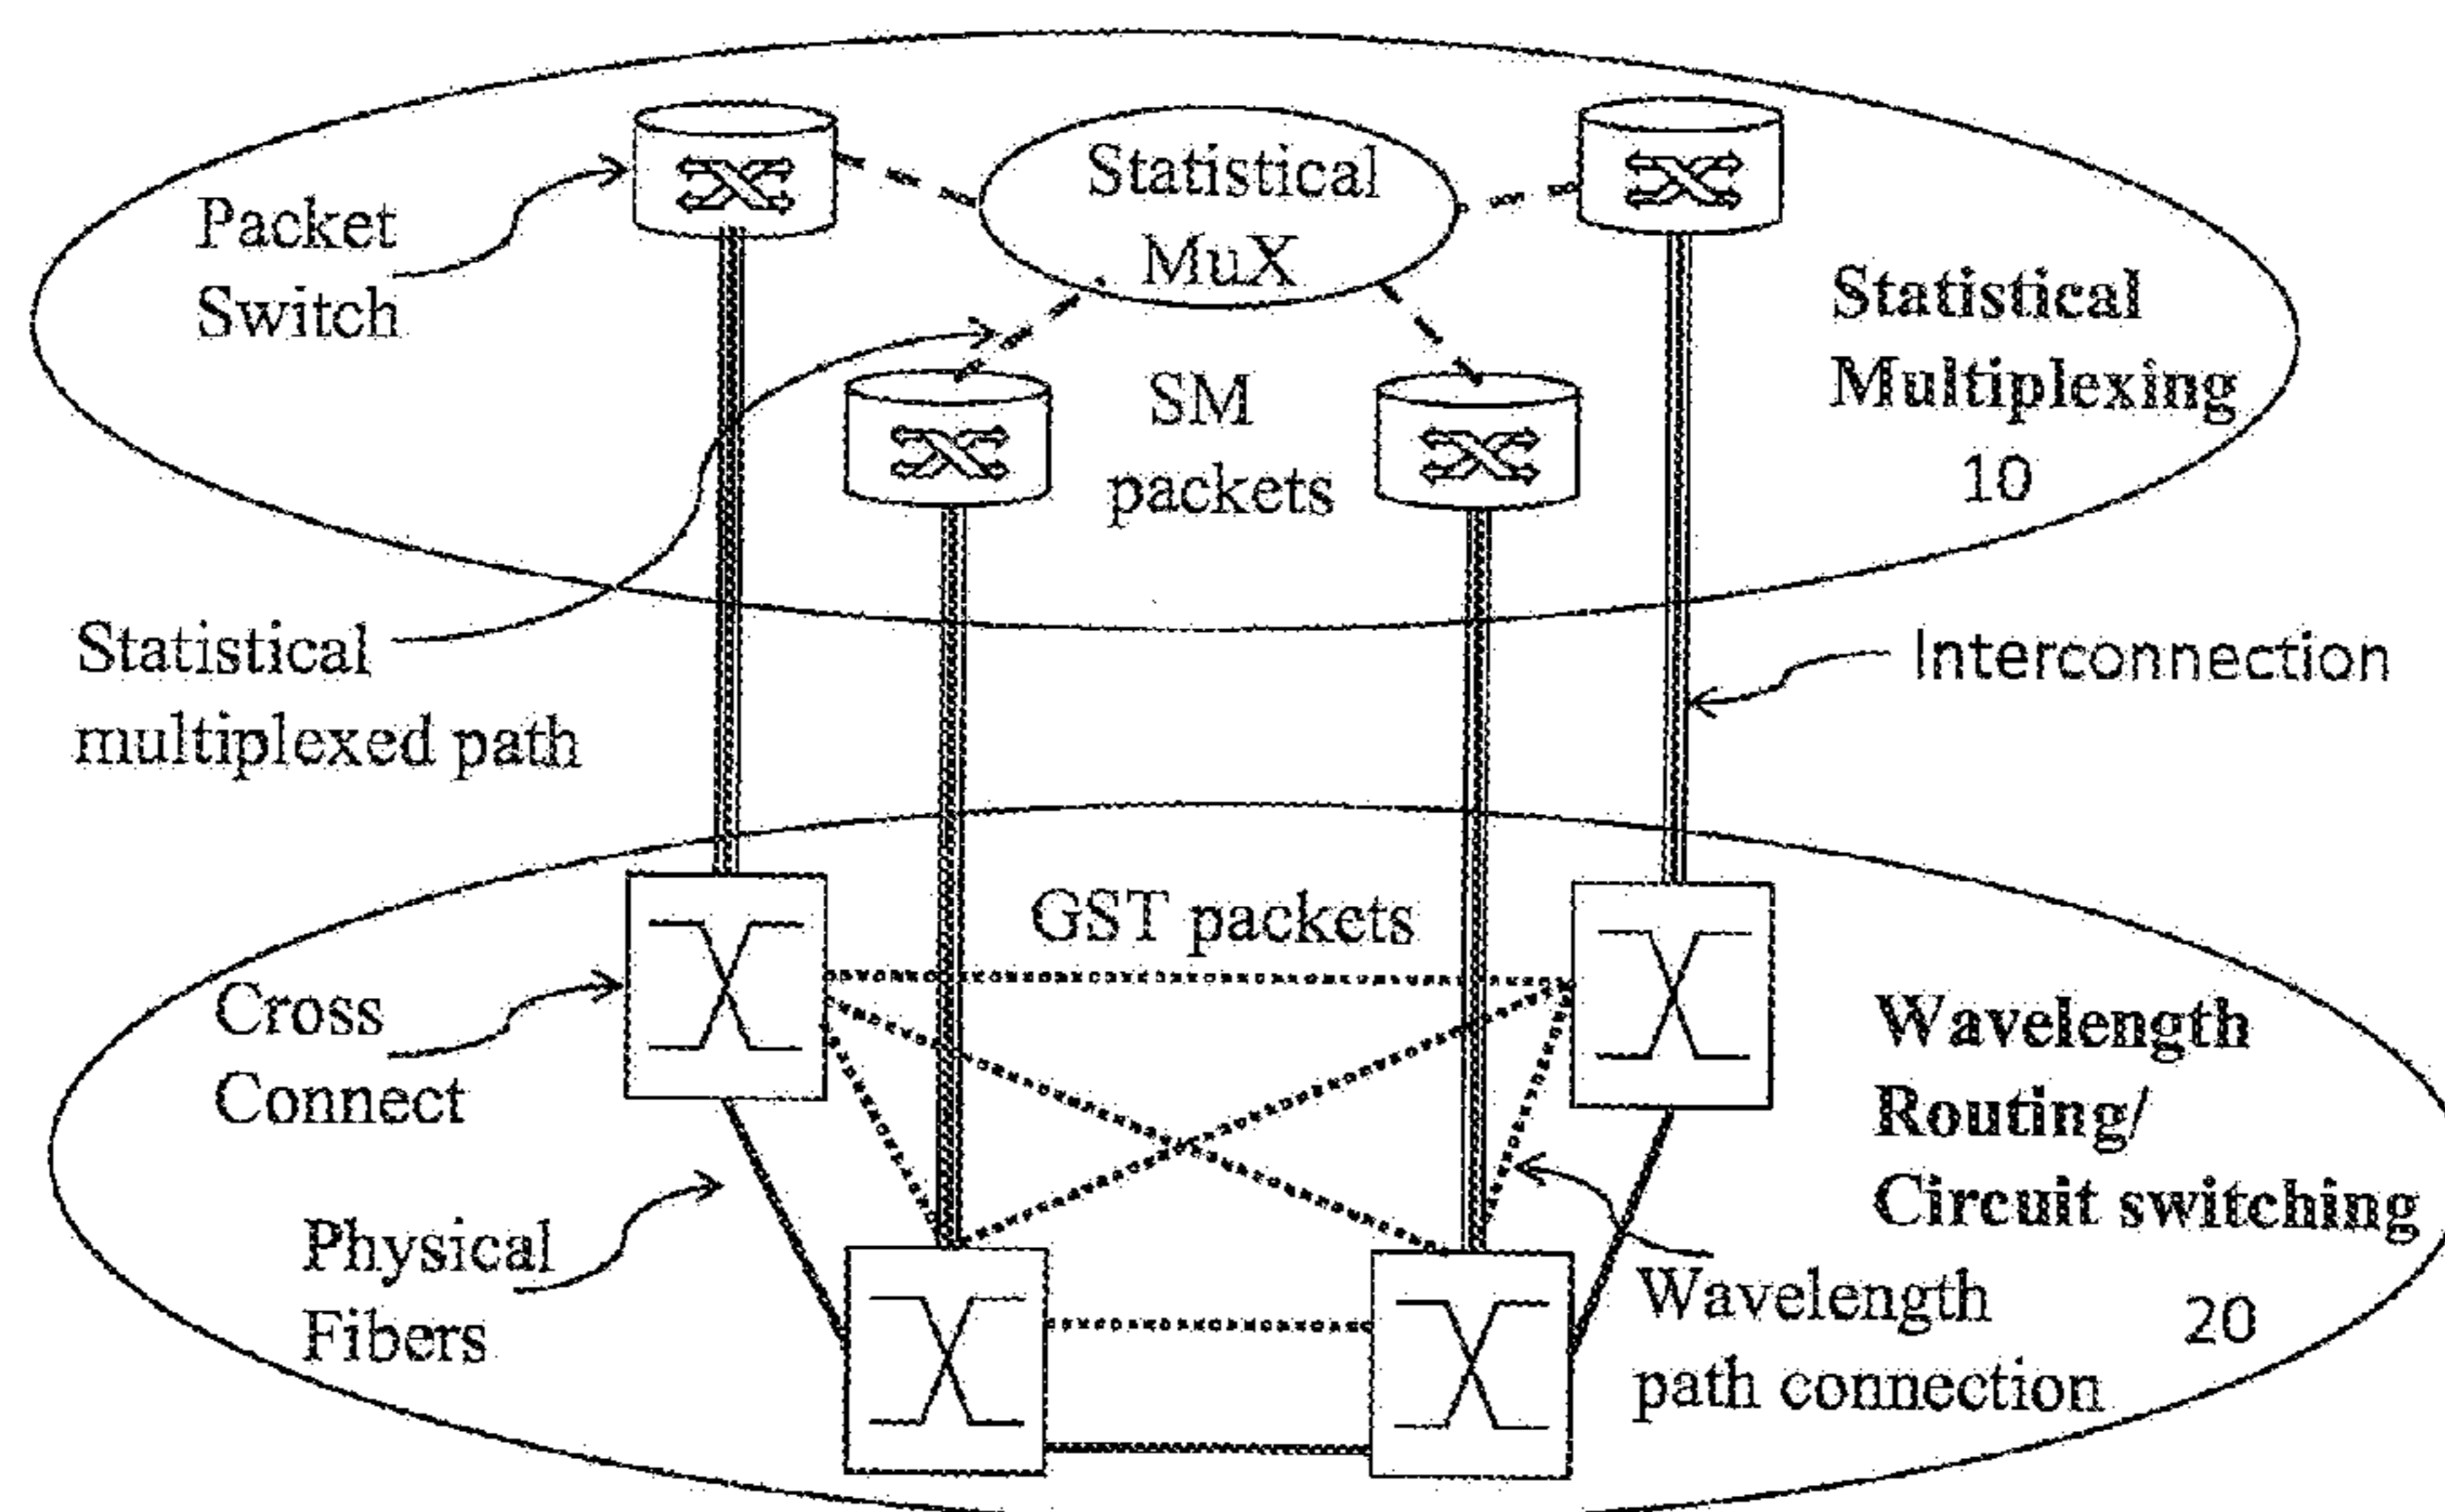 Statistical
MuX
Packet
Switch
Statistical
Multiplexing
10
SM
packets
Statistical
multiplexed path
Interconnection
GST packets
Cross
Connect
Wavelength
Routing/
Circuit switching
20
Physical
Fibers
Wavelength
path connection